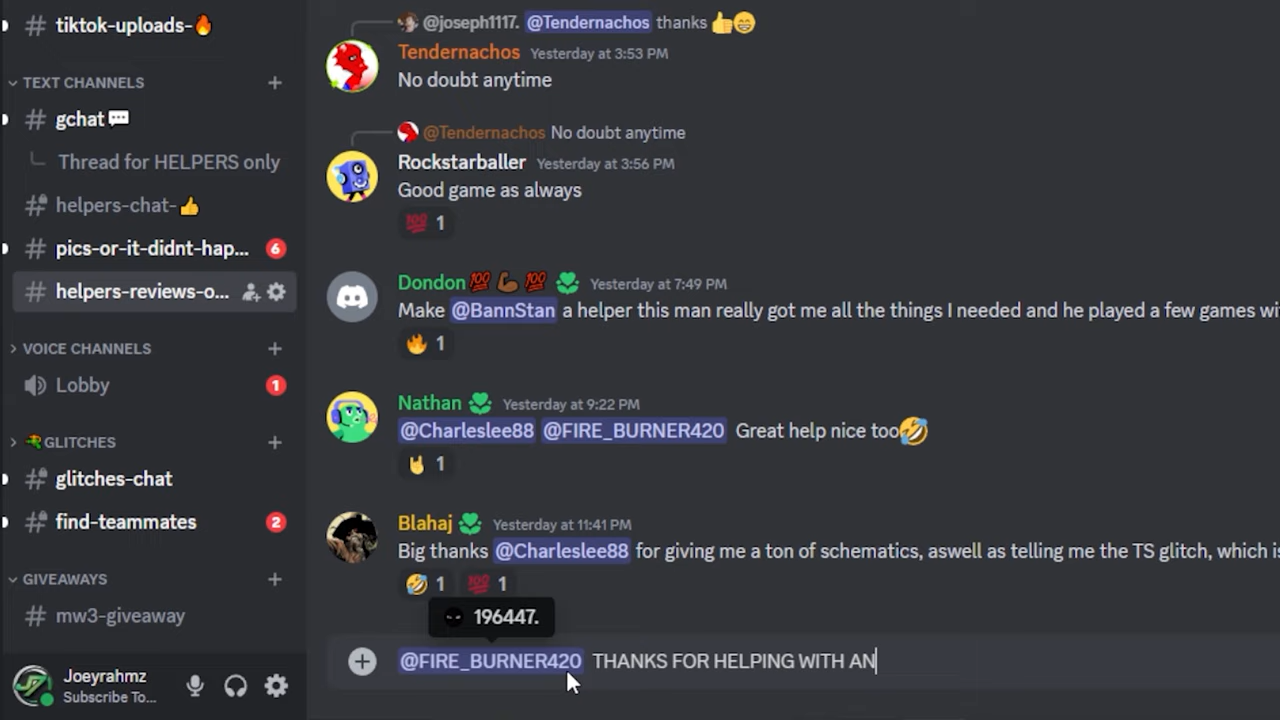 tiktok-uploads-🔥
TEXT CHANNELS
gchat💬
Thread for HELPERS only
helpers-chat-👍
pics-or-it-didnt-hap... 6
helpers-reviews-o...
VOICE CHANNELS
Lobby 1
GLITCHES
glitches-chat
find-teammates 2
GIVEAWAYS
mw3-giveaway
Joeyrahmz
Subscribe To...
@joseph1117. @Tendernachos thanks 👍😁
Tendernachos Yesterday at 3:53 PM
No doubt anytime
@Tendernachos No doubt anytime
Rockstarballer Yesterday at 3:56 PM
Good game as always
💯 1
Dondon💯💪🏾💯 Yesterday at 7:49 PM
Make @BannStan a helper this man really got me all the things I needed and he played a few games wi
🔥 1
Nathan Yesterday at 9:22 PM
@Charleslee88 @FIRE_BURNER420 Great help nice too🤣
🤘 1
Blahaj Yesterday at 11:41 PM
Big thanks @Charleslee88 for giving me a ton of schematics, aswell as telling me the TS glitch, which is
🤣 1 💯 1
196447.
@FIRE_BURNER420 THANKS FOR HELPING WITH AN